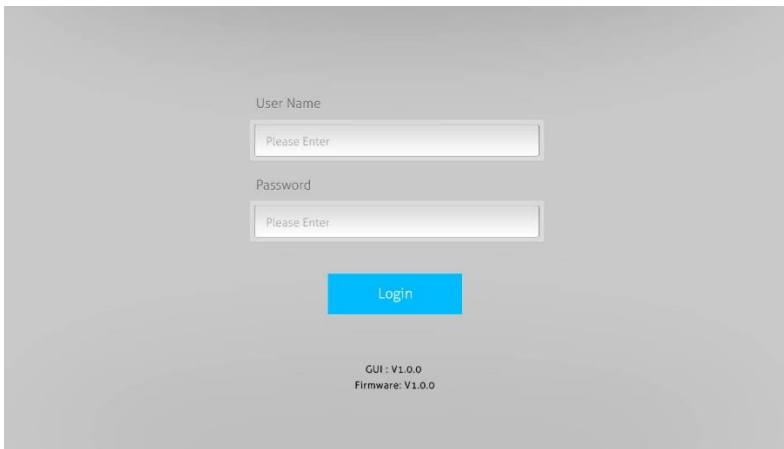 User Name
Please Enter
Password
Please Enter
Login
GUI : V1.0.0
Firmware: V1.0.0